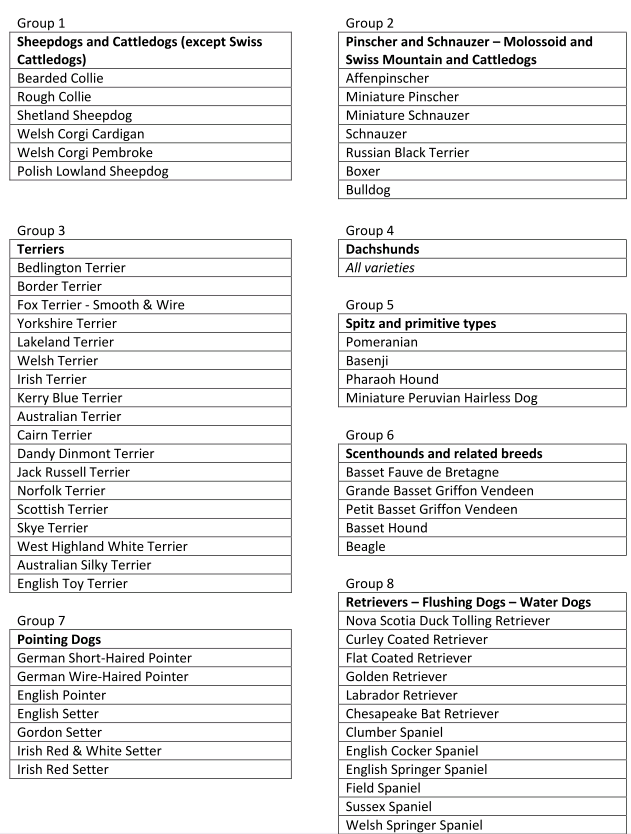 Group 1
Sheepdogs and Cattledogs (except Swiss
Cattledogs)
Bearded Collie
Rough Collie
Shetland Sheepdog
Welsh Corgi Cardigan
Welsh Corgi Pembroke
Polish Lowland Sheepdog
Group 2
Pinscher and Schnauzer – Molossoid and
Swiss Mountain and Cattledogs
Affenpinscher
Miniature Pinscher
Miniature Schnauzer
Schnauzer
Russian Black Terrier
Boxer
Bulldog
Group 3
Terriers
Bedlington Terrier
Border Terrier
Fox Terrier - Smooth & Wire
Yorkshire Terrier
Lakeland Terrier
Welsh Terrier
Irish Terrier
Kerry Blue Terrier
Australian Terrier
Cairn Terrier
Dandy Dinmont Terrier
Jack Russell Terrier
Norfolk Terrier
Scottish Terrier
Skye Terrier
West Highland White Terrier
Australian Silky Terrier
English Toy Terrier
Group 4
Dachshunds
All varieties
Group 5
Spitz and primitive types
Pomeranian
Basenji
Pharaoh Hound
Miniature Peruvian Hairless Dog
Group 6
Scenthounds and related breeds
Basset Fauve de Bretagne
Grande Basset Griffon Vendeen
Petit Basset Griffon Vendeen
Basset Hound
Beagle
Group 7
Pointing Dogs
German Short-Haired Pointer
German Wire-Haired Pointer
English Pointer
English Setter
Gordon Setter
Irish Red & White Setter
Irish Red Setter
Group 8
Retrievers – Flushing Dogs – Water Dogs
Nova Scotia Duck Tolling Retriever
Curley Coated Retriever
Flat Coated Retriever
Golden Retriever
Labrador Retriever
Chesapeake Bat Retriever
Clumber Spaniel
English Cocker Spaniel
English Springer Spaniel
Field Spaniel
Sussex Spaniel
Welsh Springer Spaniel